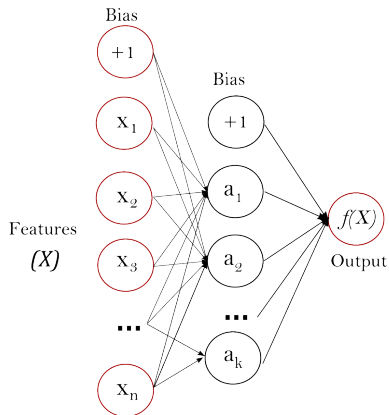 Bias
+1
x1
x2
x3
...
xn
Features
(X)
Bias
+1
a1
a2
...
ak
f(X)
Output